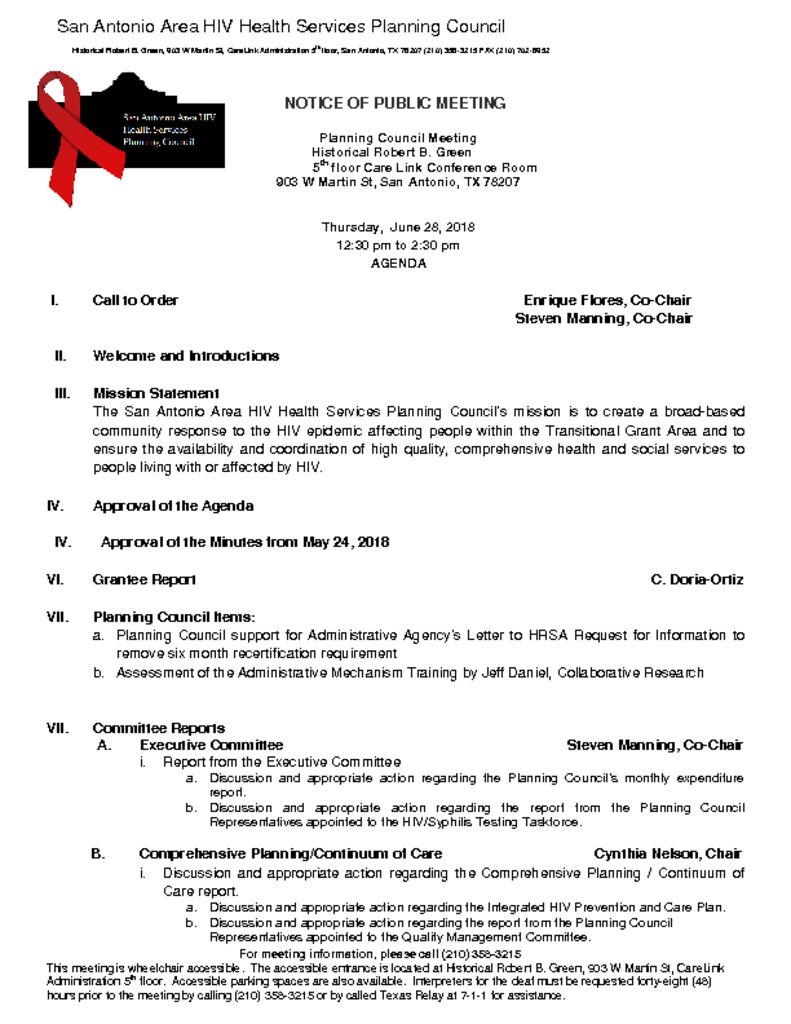 San Antonio Area HIV Health Services Planning Council
Historical Robert B. Green, 903 W Martin St, CareLink Administration 5th floor, San Antonio, TX 78207 (210) 358-3215 FAX (210) 702-6952
San Antonio Area HIV
Health Services
Planning Council
NOTICE OF PUBLIC MEETING
Planning Council Meeting
Historical Robert B. Green
5th floor Care Link Conference Room
903 W Martin St, San Antonio, TX 78207
Thursday, June 28, 2018
12:30 pm to 2:30 pm
AGENDA
I. Call to Order Enrique Flores, Co-Chair
Steven Manning, Co-Chair
II. Welcome and Introductions
III. Mission Statement
The San Antonio Area HIV Health Services Planning Council's mission is to create a broad-based
community response to the HIV epidemic affecting people within the Transitional Grant Area and to
ensure the availability and coordination of high quality, comprehensive health and social services to
people living with or affected by HIV.
IV. Approval of the Agenda
IV. Approval of the Minutes from May 24, 2018
VI. Grantee Report C. Doria-Ortiz
VII. Planning Council Items:
a. Planning Council support for Administrative Agency's Letter to HRSA Request for Information to
remove six month recertification requirement
b. Assessment of the Administrative Mechanism Training by Jeff Daniel, Collaborative Research
VII. Committee Reports
A. Executive Committee Steven Manning, Co-Chair
i. Report from the Executive Committee
a. Discussion and appropriate action regarding the Planning Council's monthly expenditure
report.
b. Discussion and appropriate action regarding the report from the Planning Council
Representatives appointed to the HIV/Syphilis Testing Taskforce.
B. Comprehensive Planning/Continuum of Care Cynthia Nelson, Chair
i. Discussion and appropriate action regarding the Comprehensive Planning / Continuum of
Care report.
a. Discussion and appropriate action regarding the Integrated HIV Prevention and Care Plan.
b. Discussion and appropriate action regarding the report from the Planning Council
Representatives appointed to the Quality Management Committee.
For meeting information, please call (210) 358-3215
This meeting is wheelchair accessible. The accessible entrance is located at Historical Robert B. Green, 903 W Martin St, CareLink
Administration 5th floor. Accessible parking spaces are also available. Interpreters for the deaf must be requested forty-eight (48)
hours prior to the meeting by calling (210) 358-3215 or by called Texas Relay at 7-1-1 for assistance.